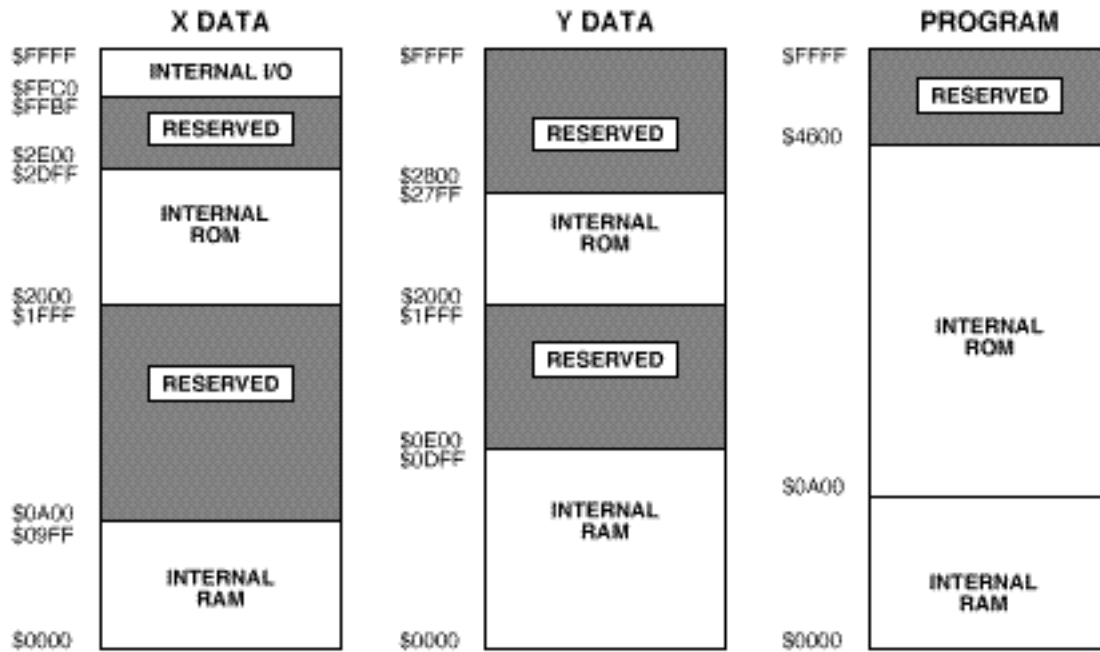 X DATA
$FFFF
INTERNAL I/O
$FFC0
$FFBF
RESERVED
$2E00
$2DFF
INTERNAL
ROM
$2000
$1FFF
RESERVED
$0A00
$09FF
INTERNAL
RAM
$0000
Y DATA
$FFFF
RESERVED
$2800
$27FF
INTERNAL
ROM
$2000
$1FFF
RESERVED
$0E00
$0DFF
INTERNAL
RAM
$0000
PROGRAM
$FFFF
RESERVED
$4600
INTERNAL
ROM
$0A00
INTERNAL
RAM
$0000